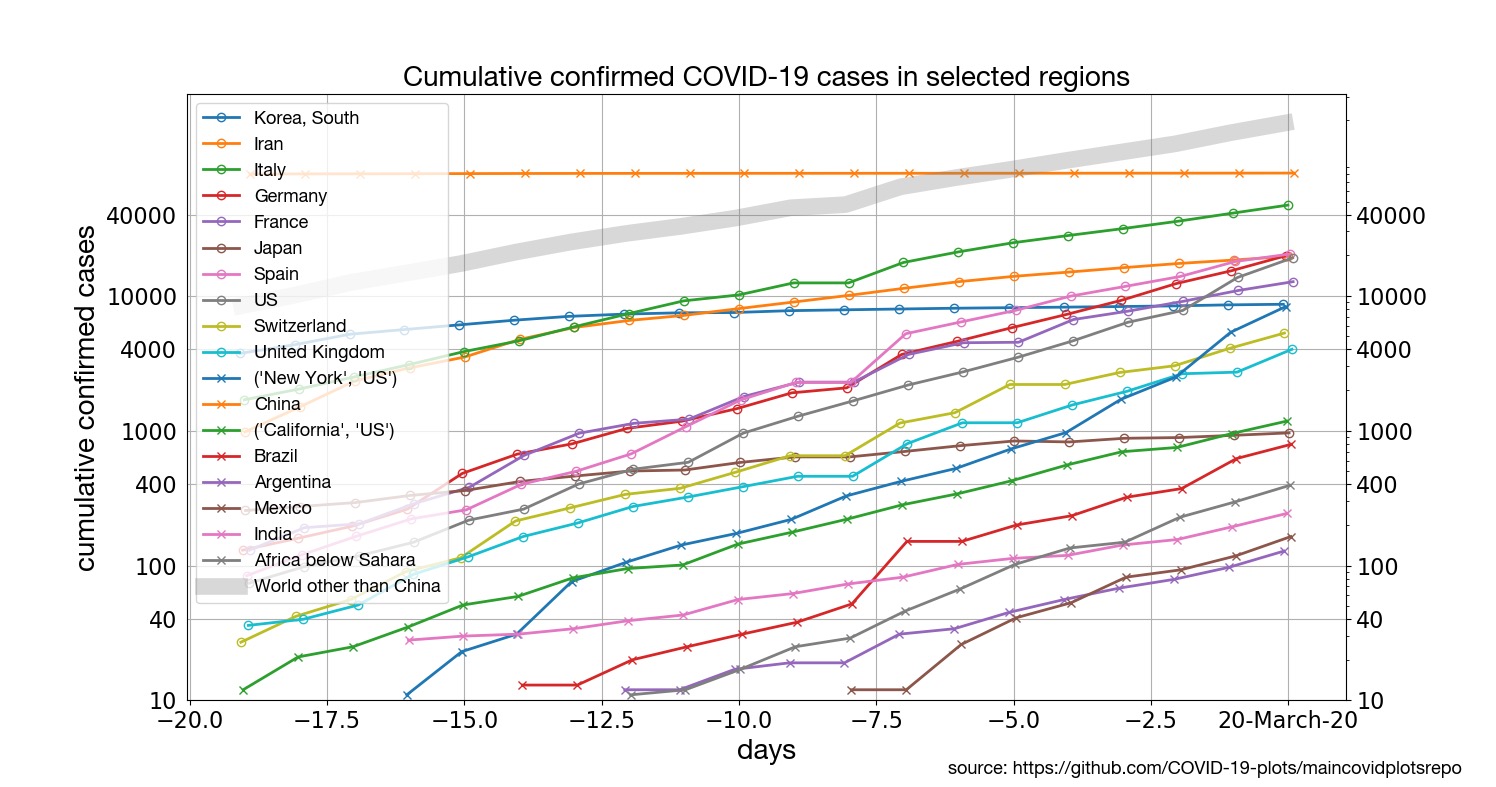 Cumulative confirmed COVID-19 cases in selected regions
Korea, South
Iran
Italy
Germany
France
Japan
Spain
US
Switzerland
United Kingdom
('New York', 'US')
China
('California', 'US')
Brazil
Argentina
Mexico
India
Africa below Sahara
World other than China
cumulative confirmed cases
40000
10000
4000
1000
400
100
40
10
40000
10000
4000
1000
400
100
40
10
−20.0 −17.5 −15.0 −12.5 −10.0 −7.5 −5.0 −2.5 20-March-20
days
source: https://github.com/COVID-19-plots/maincovidplotsrepo